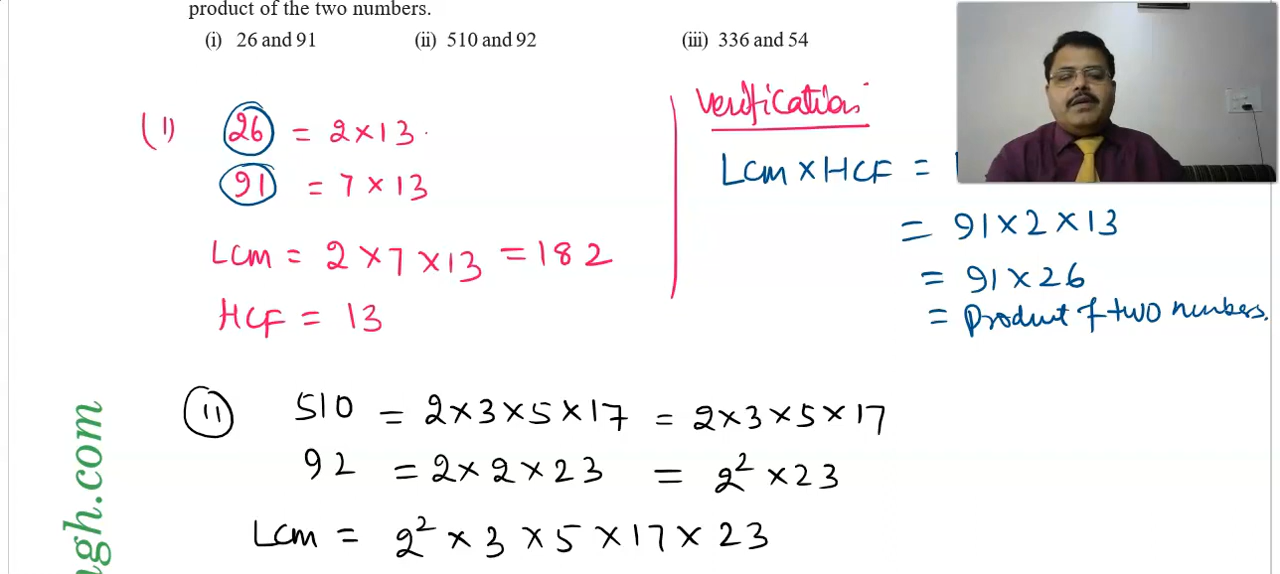 product of the two numbers.
(i) 26 and 91 (ii) 510 and 92 (iii) 336 and 54
(1) 26 = 2 × 13
91 = 7 × 13
LCM = 2 × 7 × 13 = 182
HCF = 13
Verification
LCM × HCF =
= 91 × 2 × 13
= 91 × 26
= Product of two numbers.
(11) 510 = 2 × 3 × 5 × 17 = 2 × 3 × 5 × 17
92 = 2 × 2 × 23 = 2² × 23
LCM = 2² × 3 × 5 × 17 × 23
ngh.com